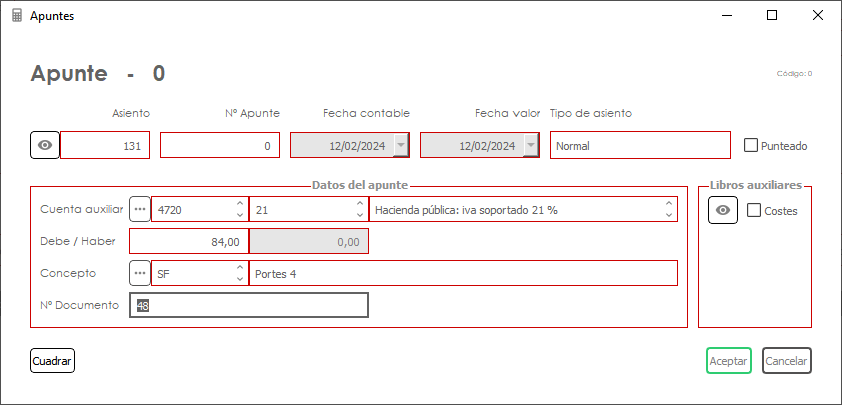 Apuntes
Apunte - 0
Código: 0
Asiento Nº Apunte Fecha contable Fecha valor Tipo de asiento
131 0 12/02/2024 12/02/2024 Normal Punteado
Datos del apunte
Cuenta auxiliar ... 4720 21 Hacienda pública: iva soportado 21 %
Debe / Haber 84,00 0,00
Concepto ... SF Portes 4
Nº Documento 48
Libros auxiliares
Costes
Cuadrar Aceptar Cancelar